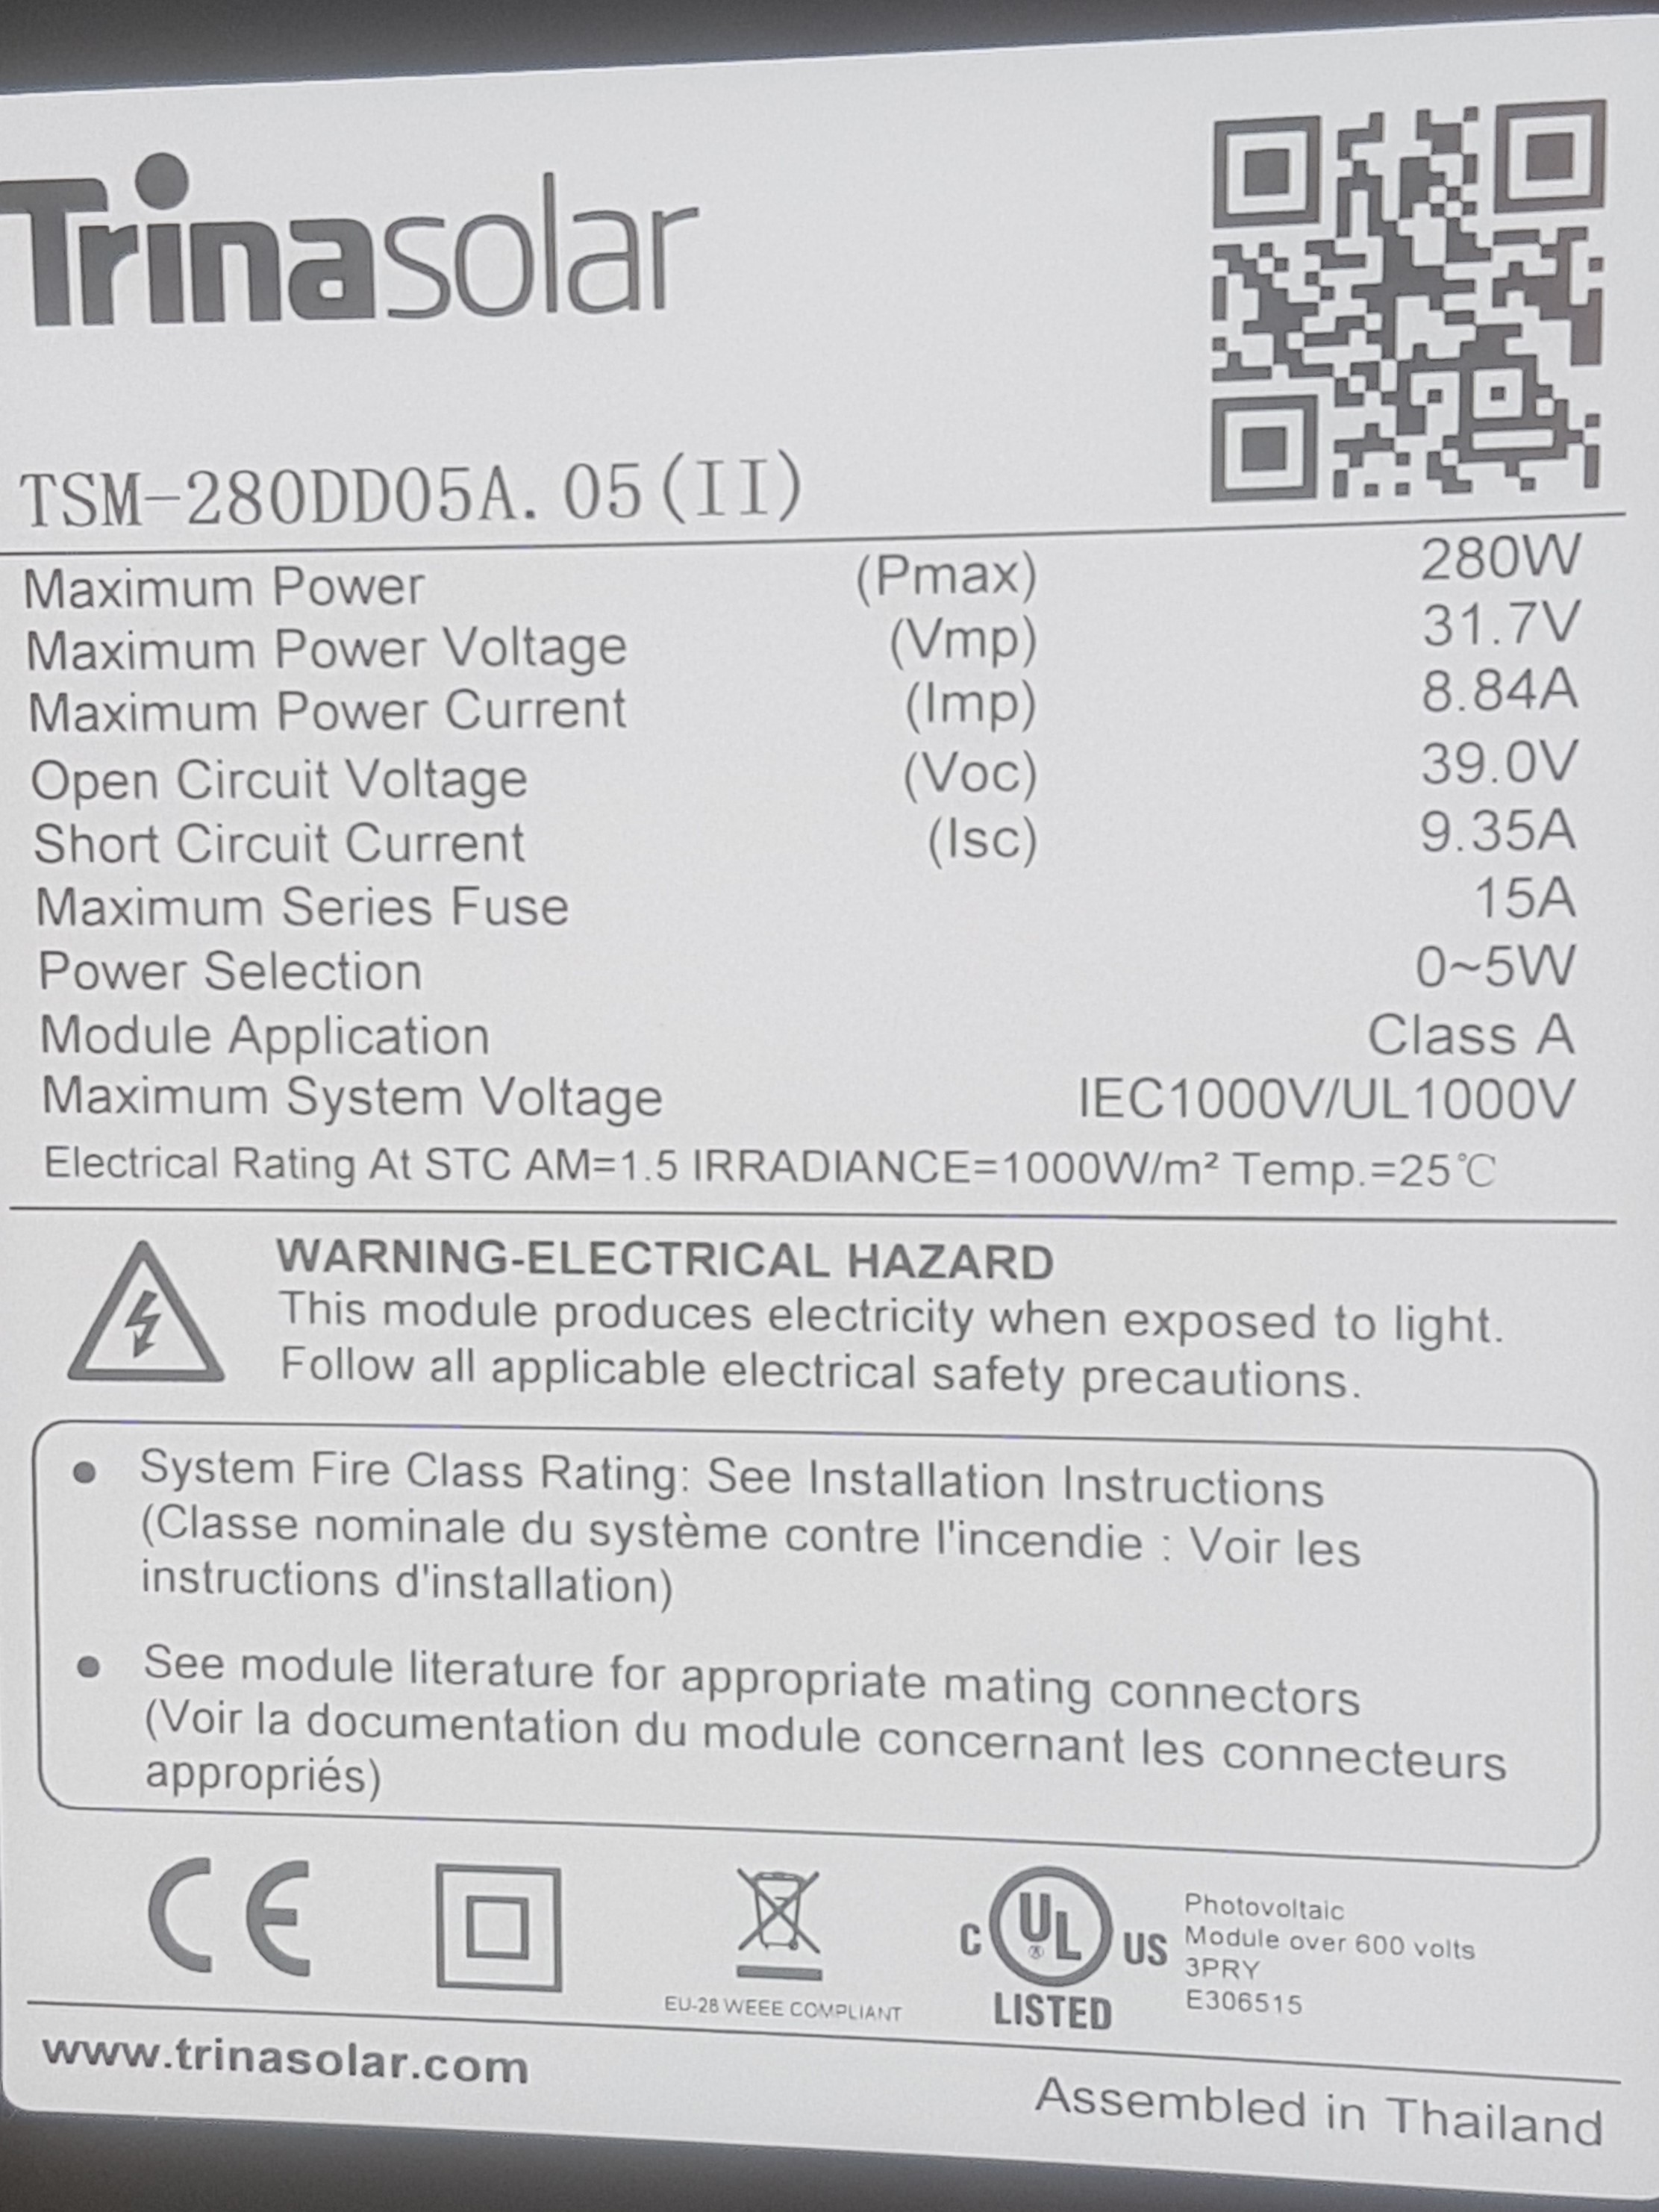 Trinasolar
TSM-280DD05A.05(II)
Maximum Power (Pmax) 280W
Maximum Power Voltage (Vmp) 31.7V
Maximum Power Current (Imp) 8.84A
Open Circuit Voltage (Voc) 39.0V
Short Circuit Current (Isc) 9.35A
Maximum Series Fuse 15A
Power Selection 0~5W
Module Application Class A
Maximum System Voltage IEC1000V/UL1000V
Electrical Rating At STC AM=1.5 IRRADIANCE=1000W/m² Temp.=25℃
WARNING-ELECTRICAL HAZARD
This module produces electricity when exposed to light.
Follow all applicable electrical safety precautions.
● System Fire Class Rating: See Installation Instructions
(Classe nominale du système contre l'incendie : Voir les
instructions d'installation)
● See module literature for appropriate mating connectors
(Voir la documentation du module concernant les connecteurs
appropriés)
CE
EU-28 WEEE COMPLIANT
C UL® US
LISTED
Photovoltaic
Module over 600 volts
3PRY
E306515
www.trinasolar.com
Assembled in Thailand